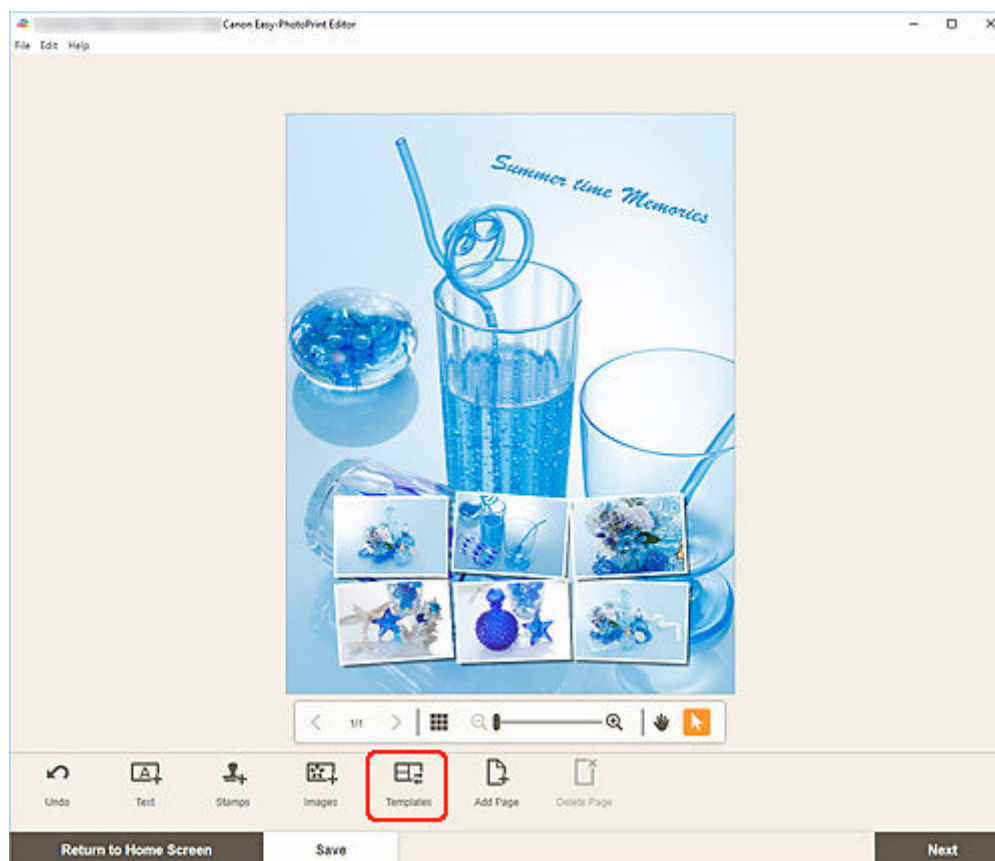 Canon Easy-PhotoPrint Editor
File Edit Help
Summer time Memories
1/1
Undo Text Stamps Images Templates Add Page Delete Page
Return to Home Screen Save Next